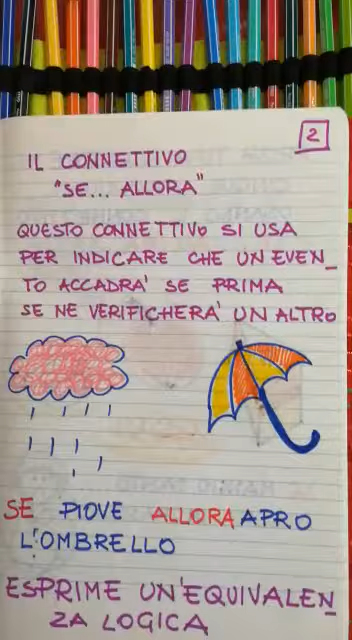 2
IL CONNETTIVO
"SE... ALLORA"
QUESTO CONNETTIVO SI USA
PER INDICARE CHE UN EVEN_
TO ACCADRA' SE PRIMA
SE NE VERIFICHERA' UN ALTRO
SE PIOVE ALLORA APRO
L'OMBRELLO
ESPRIME UN'EQUIVALEN_
ZA LOGICA